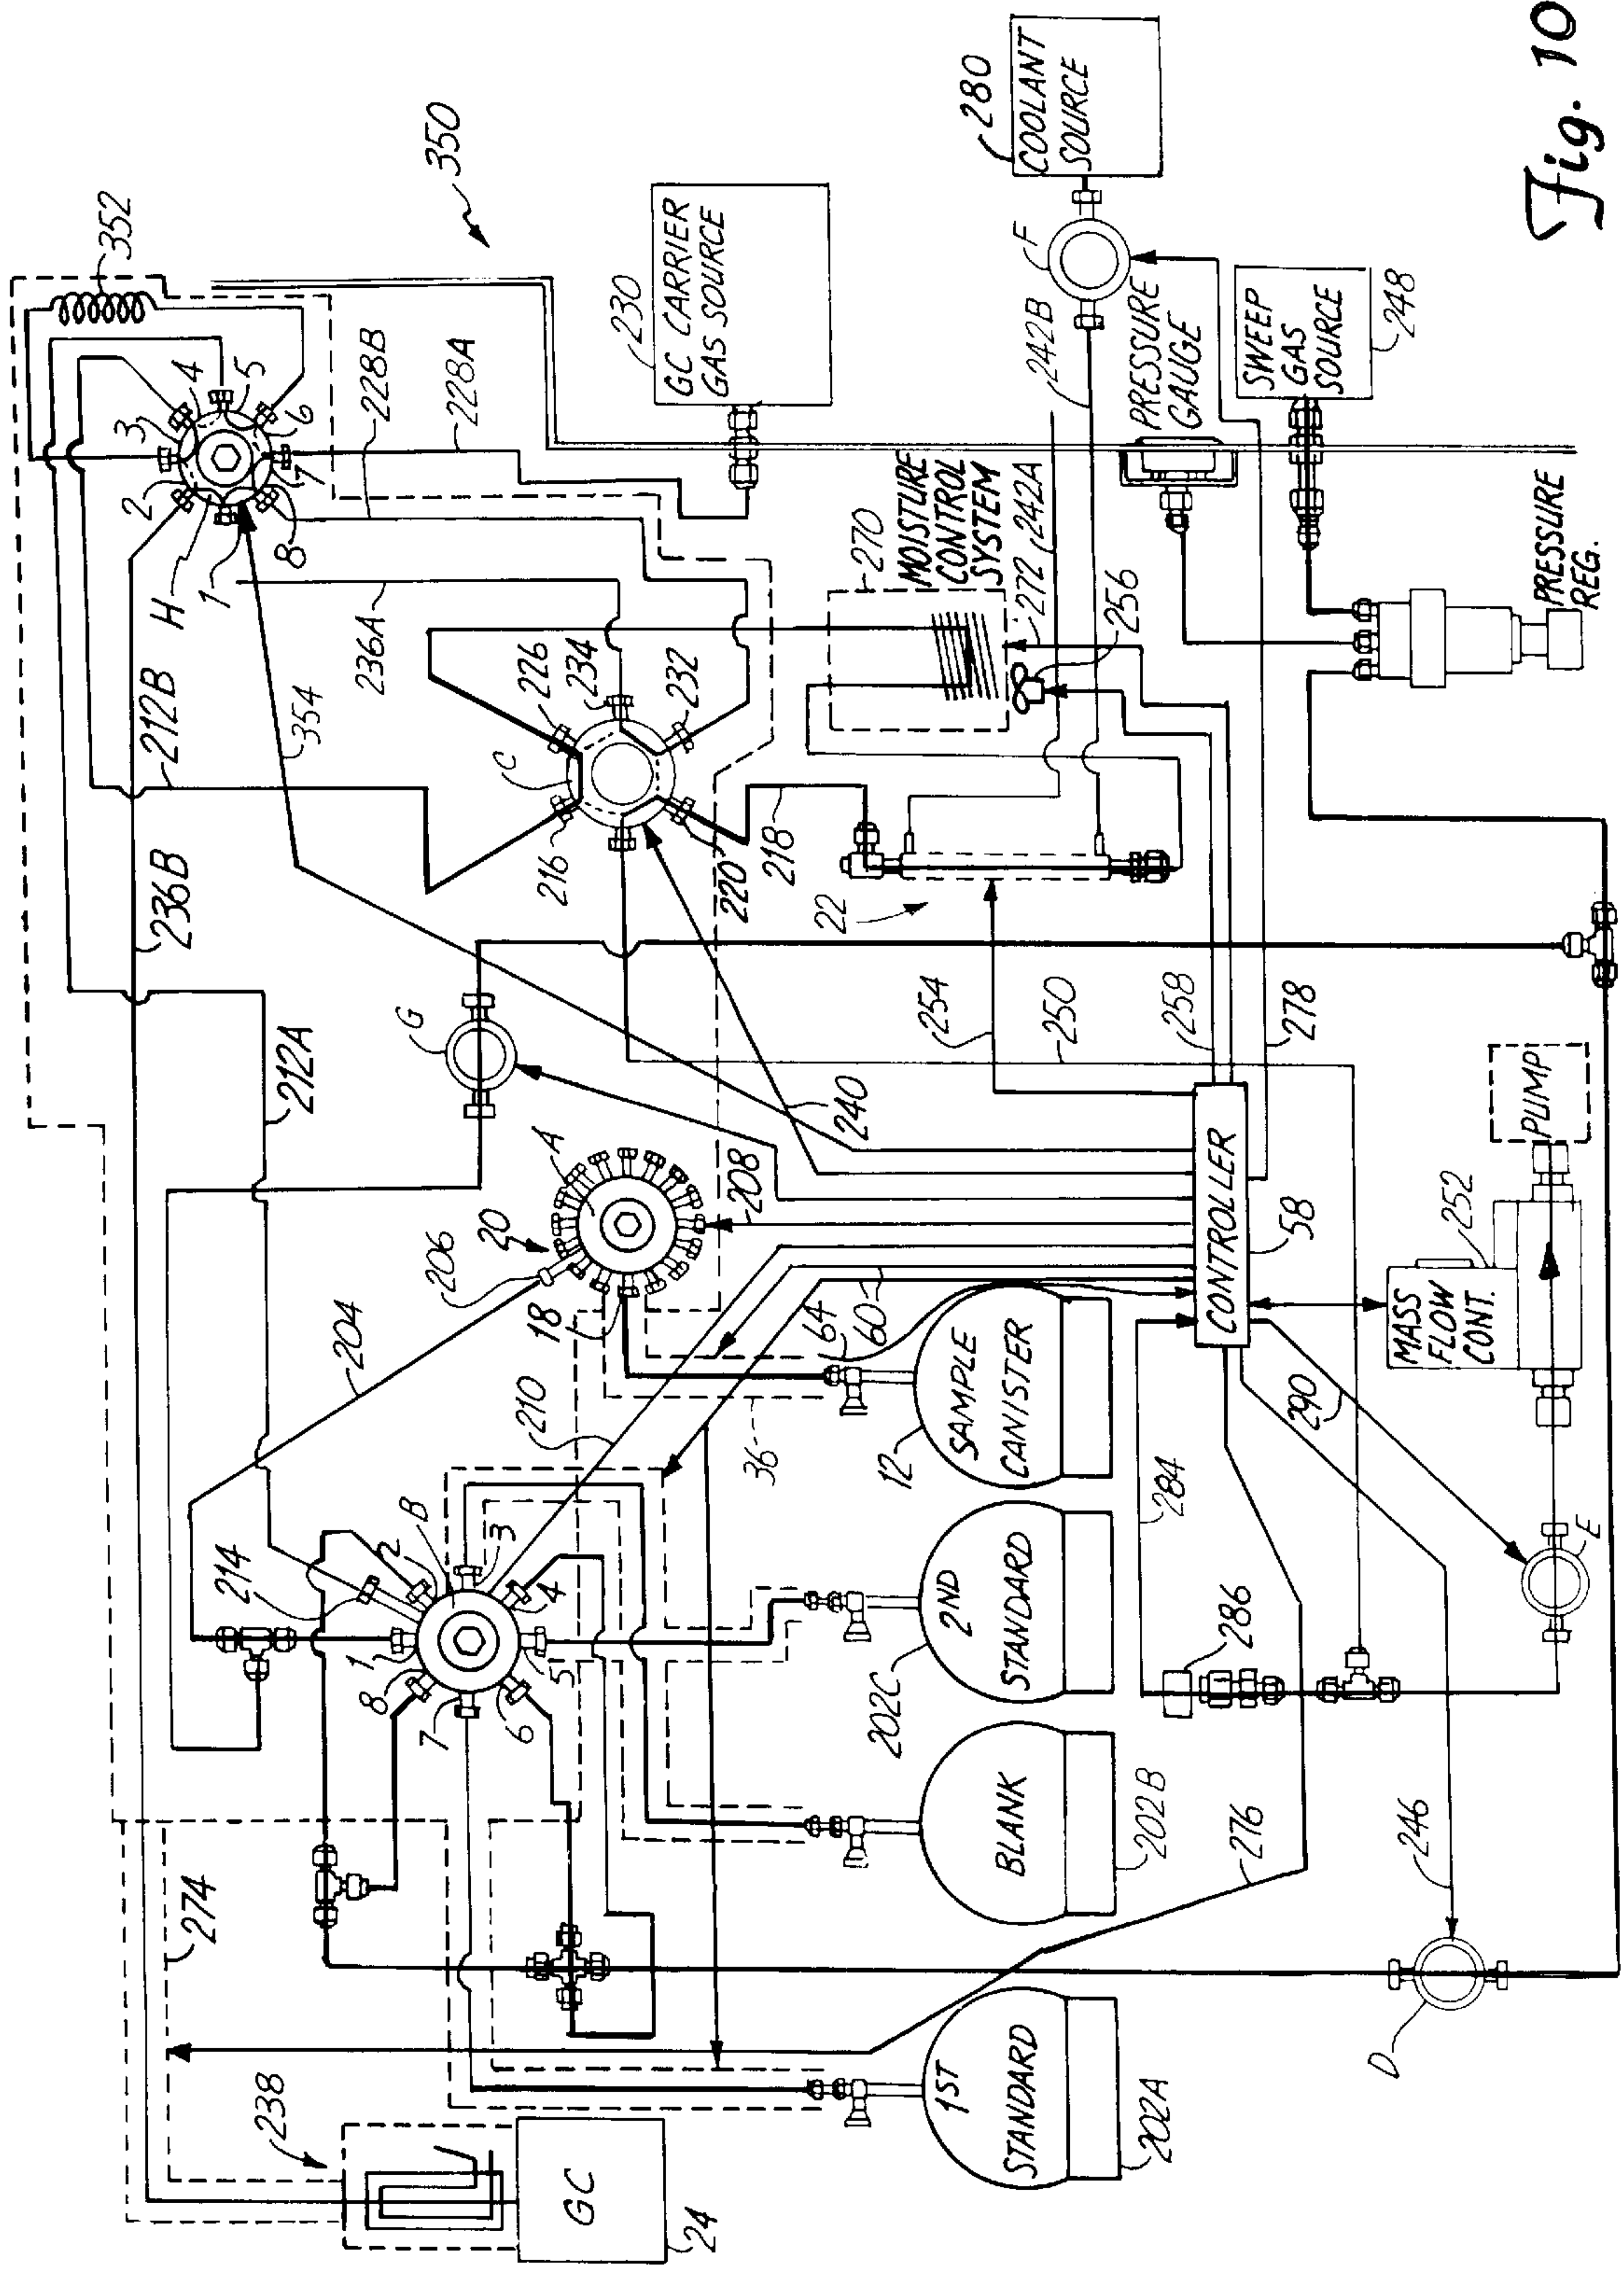 Fig. 10
350
352
H
1
2
3
4
5
6
7
8
228B
228A
230
GC CARRIER
GAS SOURCE
280
COOLANT
SOURCE
F
242B
PRESSURE
GAUGE
SWEEP
GAS
SOURCE
248
PRESSURE
REG.
270
MOISTURE
CONTROL
SYSTEM
272
242A
256
236A
236B
212B
354
C
226
234
232
216
220
218
22
G
212A
254
250
258
278
240
A
20
206
208
18
204
210
64
60
36
CONTROLLER
58
PUMP
252
MASS
FLOW
CONT.
290
284
286
E
SAMPLE
CANISTER
12
2ND
STANDARD
202C
BLANK
202B
1ST
STANDARD
202A
214
B
1
2
3
4
5
6
7
8
274
276
246
D
238
GC
24